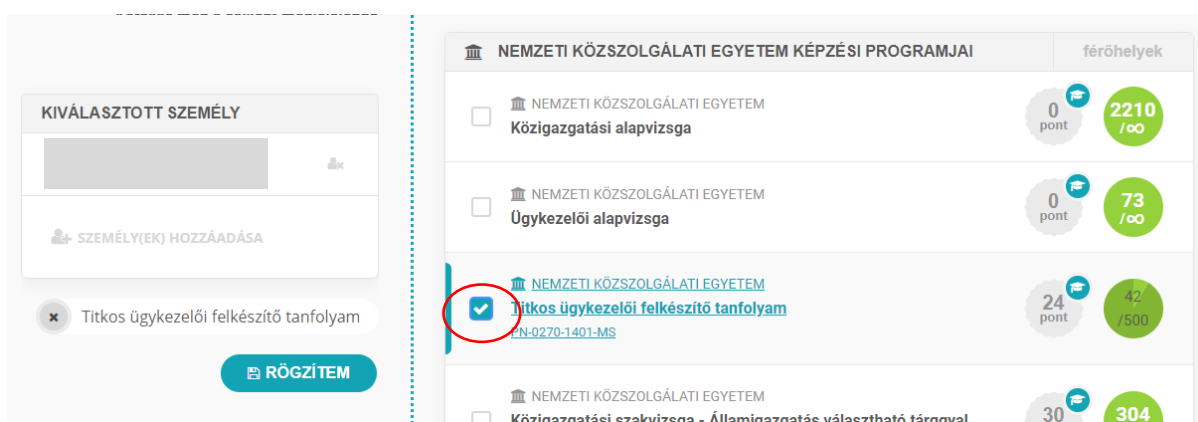 KIVÁLASZTOTT SZEMÉLY
SZEMÉLY(EK) HOZZÁADÁSA
Titkos ügykezelői felkészítő tanfolyam
RÖGZÍTEM
NEMZETI KÖZSZOLGÁLATI EGYETEM KÉPZÉSI PROGRAMJAI
férőhelyek
NEMZETI KÖZSZOLGÁLATI EGYETEM
Közigazgatási alapvizsga
0
pont
2210
/∞
NEMZETI KÖZSZOLGÁLATI EGYETEM
Ügykezelői alapvizsga
0
pont
73
/∞
NEMZETI KÖZSZOLGÁLATI EGYETEM
Titkos ügykezelői felkészítő tanfolyam
PN-0270-1401-MS
24
pont
42
/500
NEMZETI KÖZSZOLGÁLATI EGYETEM
Közigazgatási szakvizsga - Államigazgatás választható tárggyal
30
304